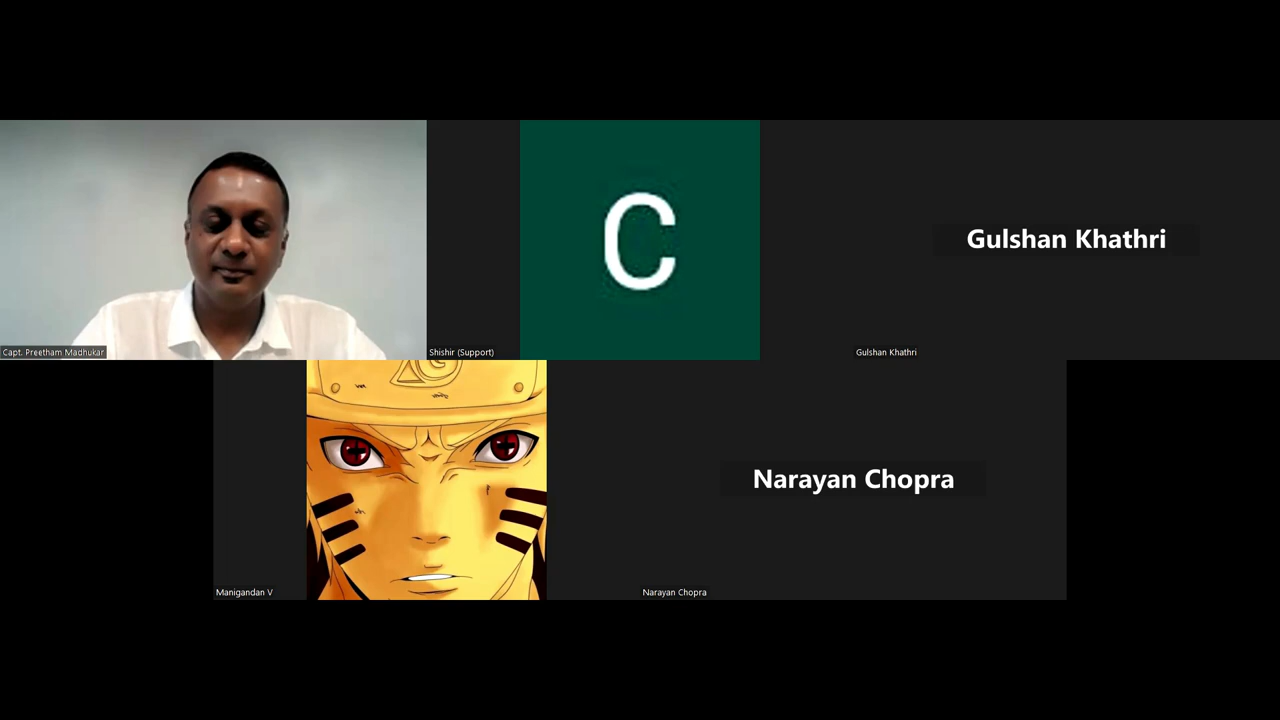 C
Gulshan Khathri
Capt. Preetham Madhukar
Shishir (Support)
Gulshan Khathri
Narayan Chopra
Manigandan V
Narayan Chopra